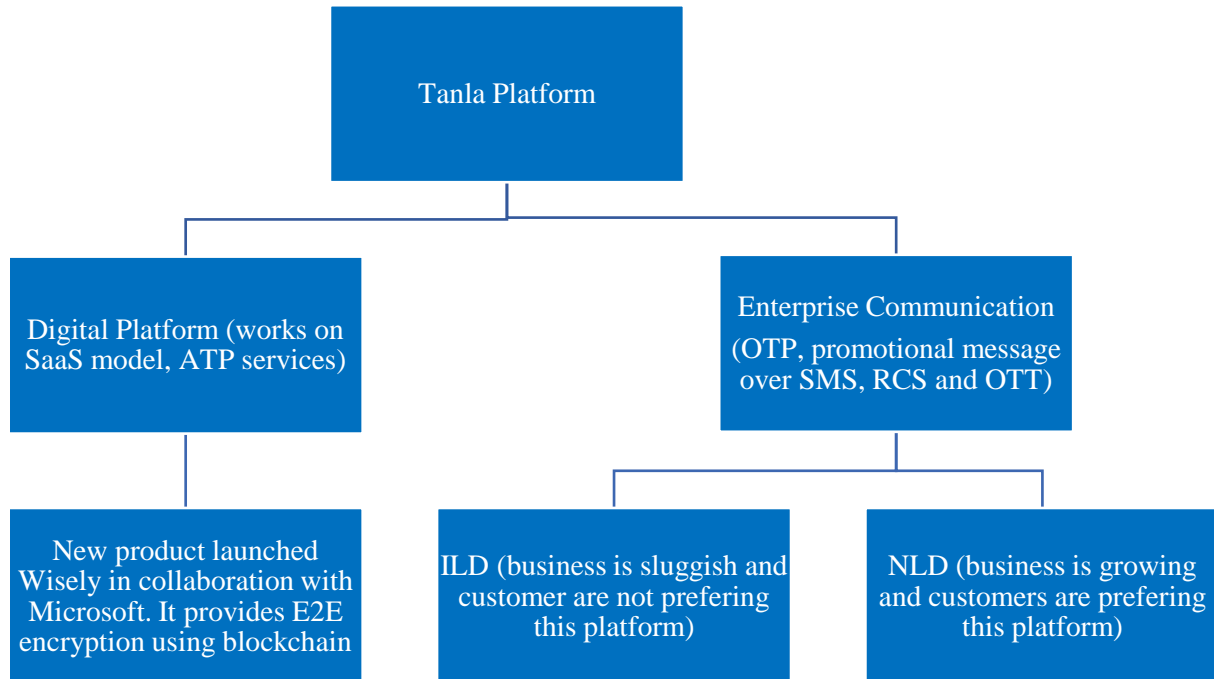 Tanla Platform
Digital Platform (works on
SaaS model, ATP services)
Enterprise Communication
(OTP, promotional message
over SMS, RCS and OTT)
New product launched
Wisely in collaboration with
Microsoft. It provides E2E
encryption using blockchain
ILD (business is sluggish and
customer are not prefering
this platform)
NLD (business is growing
and customers are prefering
this platform)